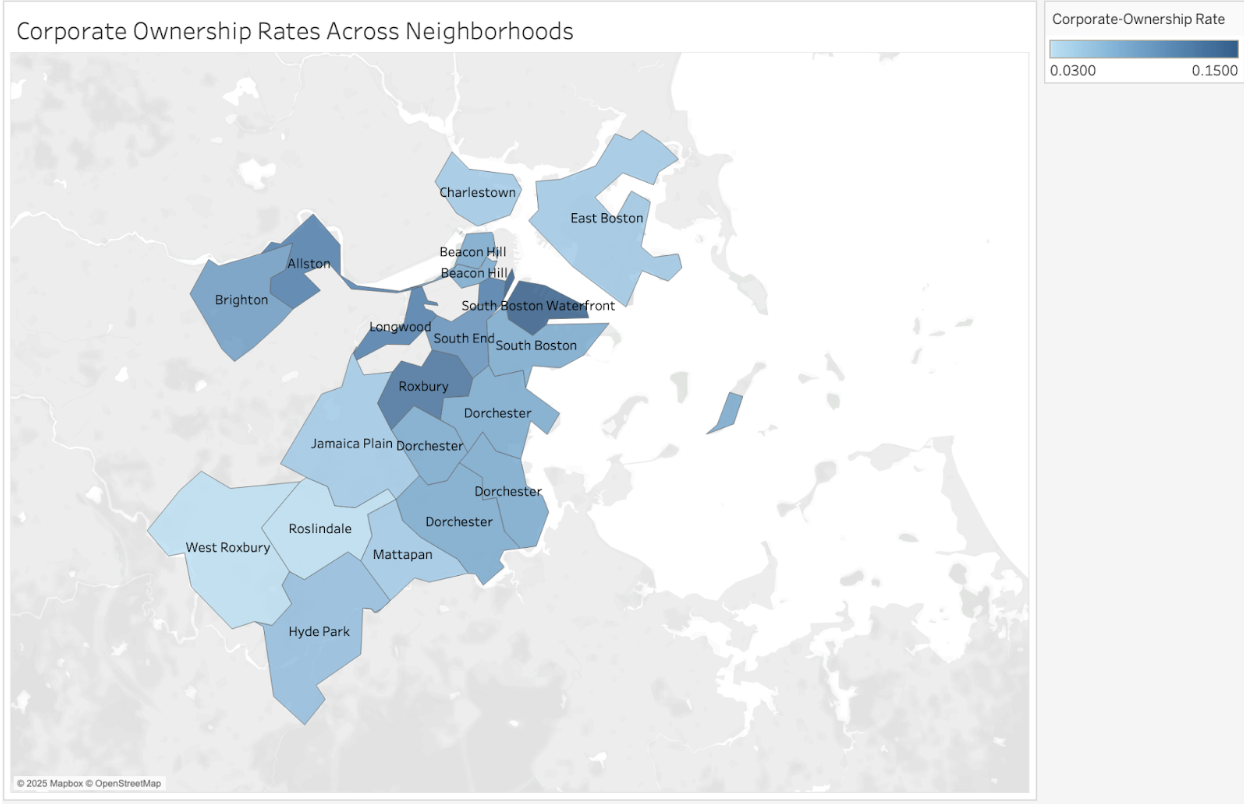 Corporate Ownership Rates Across Neighborhoods
Corporate-Ownership Rate
0.0300 0.1500
Charlestown
East Boston
Beacon Hill
Allston
Beacon Hill
Brighton
South Boston Waterfront
Longwood
South End
South Boston
Roxbury
Dorchester
Jamaica Plain
Dorchester
Dorchester
Dorchester
Roslindale
West Roxbury
Mattapan
Hyde Park
© 2025 Mapbox © OpenStreetMap